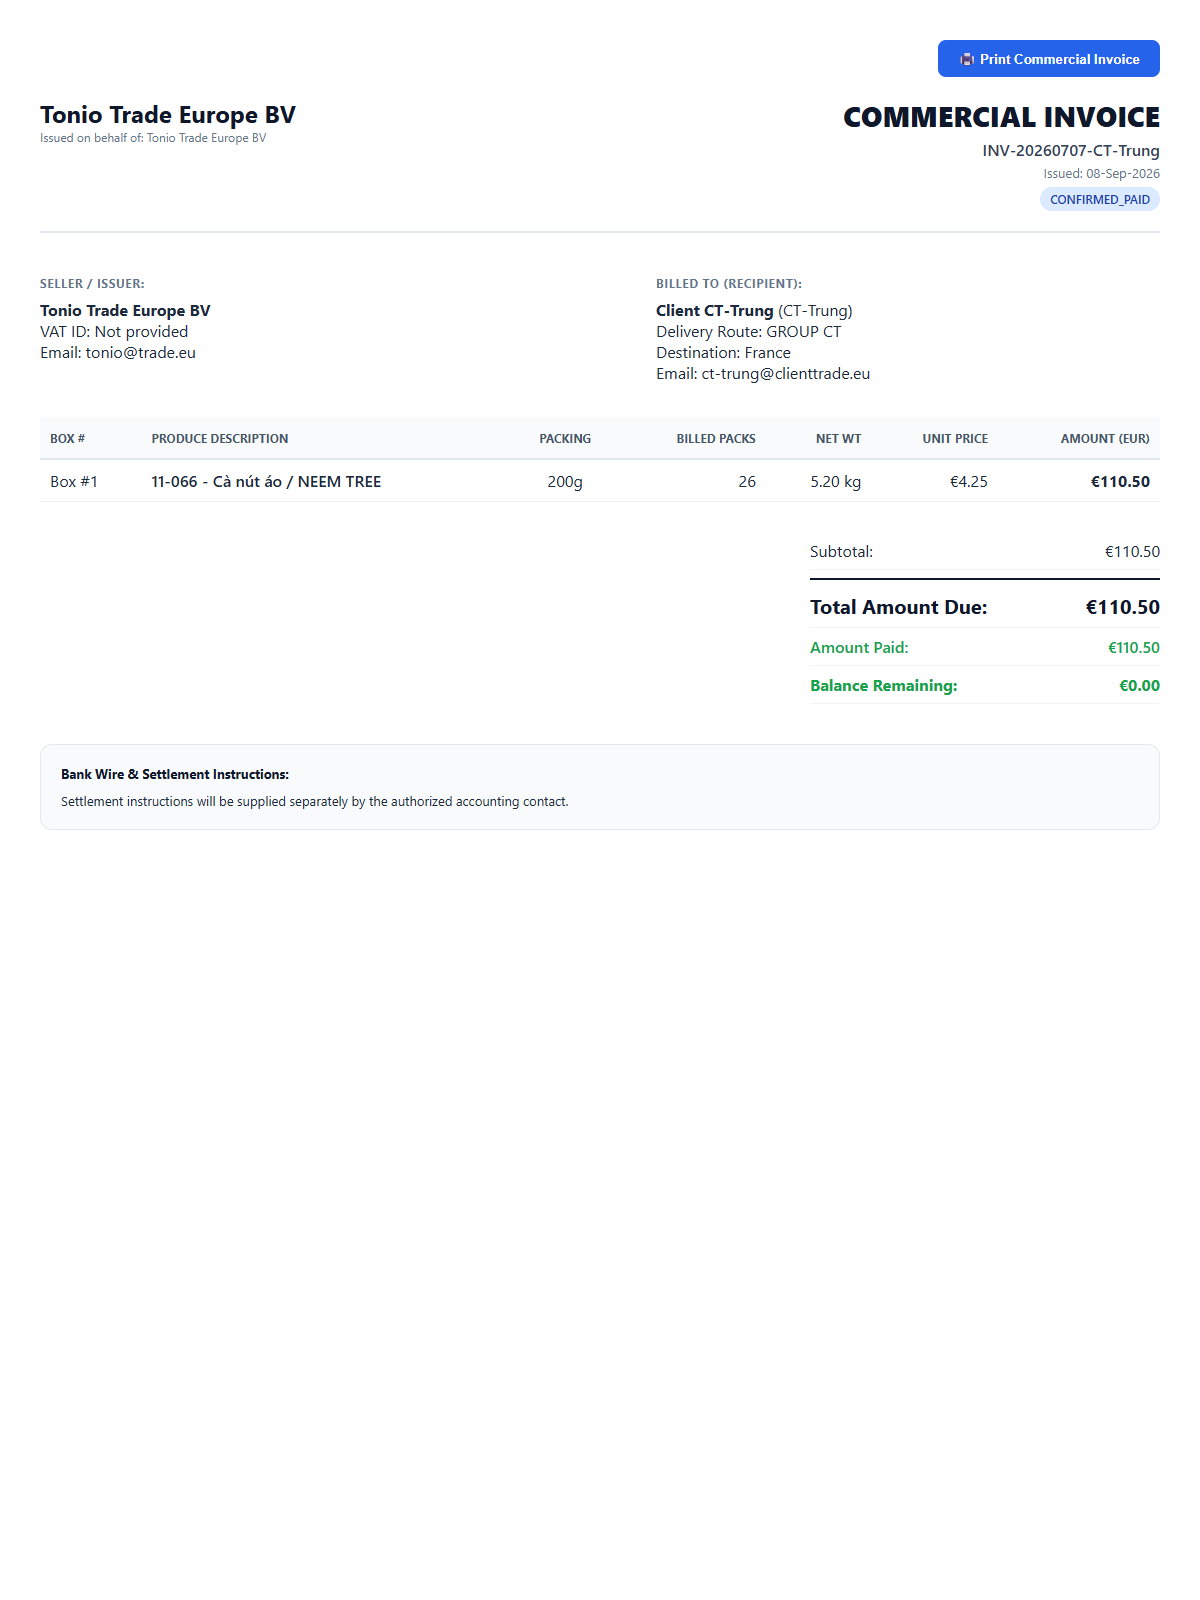 Print Commercial Invoice
Tonio Trade Europe BV
Issued on behalf of: Tonio Trade Europe BV
COMMERCIAL INVOICE
INV-20260707-CT-Trung
Issued: 08-Sep-2026
CONFIRMED_PAID
SELLER / ISSUER:
Tonio Trade Europe BV
VAT ID: Not provided
Email: tonio@trade.eu
BILLED TO (RECIPIENT):
Client CT-Trung (CT-Trung)
Delivery Route: GROUP CT
Destination: France
Email: ct-trung@clienttrade.eu
BOX # PRODUCE DESCRIPTION PACKING BILLED PACKS NET WT UNIT PRICE AMOUNT (EUR)
Box #1 11-066 - Cà nút áo / NEEM TREE 200g 26 5.20 kg €4.25 €110.50
Subtotal: €110.50
Total Amount Due: €110.50
Amount Paid: €110.50
Balance Remaining: €0.00
Bank Wire & Settlement Instructions:
Settlement instructions will be supplied separately by the authorized accounting contact.